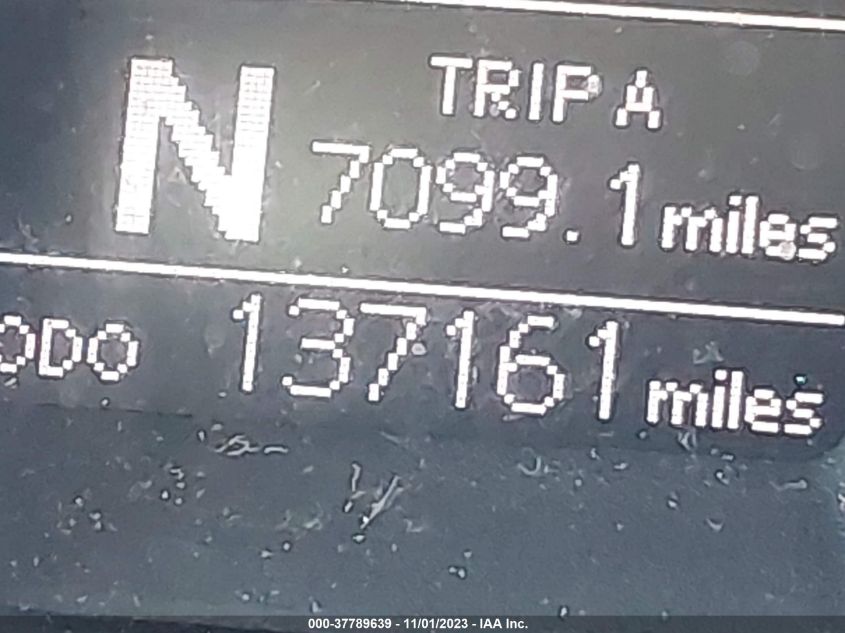 N
TRIP A
7099.1 miles
ODO 137161 miles
000-37789639 - 11/01/2023 - IAA Inc.